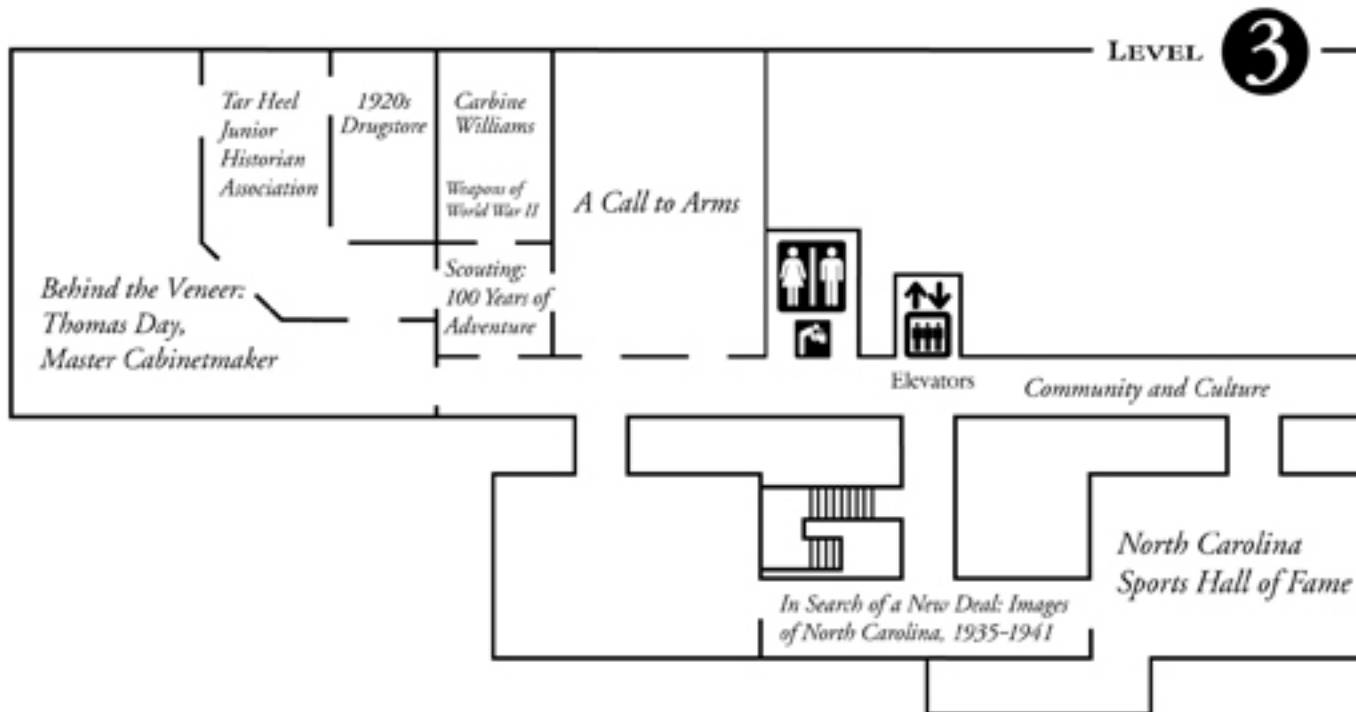 LEVEL 3
Tar Heel
Junior
Historian
Association
1920s
Drugstore
Carbine
Williams
Weapons of
World War II
A Call to Arms
Scouting:
100 Years of
Adventure
Behind the Veneer:
Thomas Day,
Master Cabinetmaker
Elevators
Community and Culture
North Carolina
Sports Hall of Fame
In Search of a New Deal: Images
of North Carolina, 1935–1941